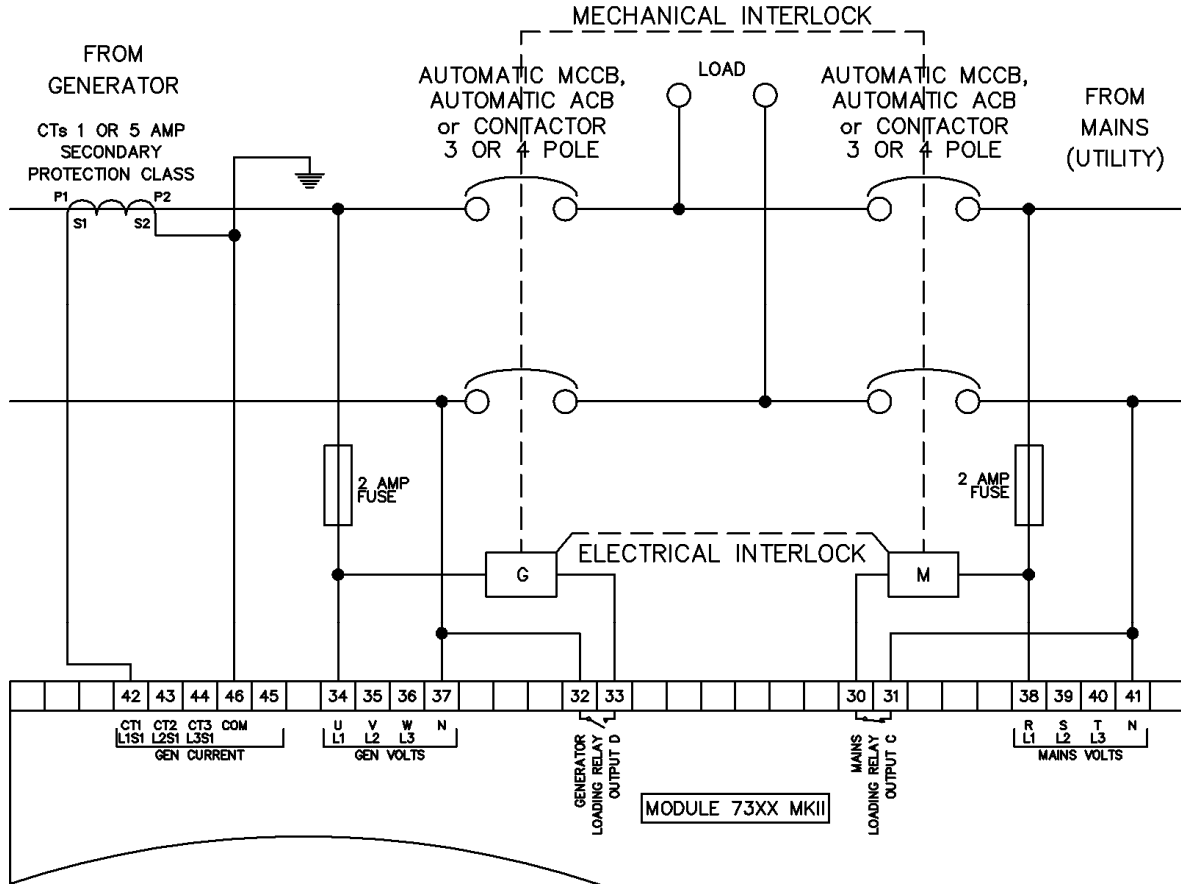 MECHANICAL INTERLOCK
FROM
GENERATOR
CTs 1 OR 5 AMP
SECONDARY
PROTECTION CLASS
P1
P2
S1
S2
AUTOMATIC MCCB,
AUTOMATIC ACB
or CONTACTOR
3 OR 4 POLE
LOAD
AUTOMATIC MCCB,
AUTOMATIC ACB
or CONTACTOR
3 OR 4 POLE
FROM
MAINS
(UTILITY)
2 AMP
FUSE
2 AMP
FUSE
ELECTRICAL INTERLOCK
G
M
42 43 44 46 45
34 35 36 37
32 33
30 31
38 39 40 41
CT1 CT2 CT3 COM
L1S1 L2S1 L3S1
GEN CURRENT
U V W N
L1 L2 L3
GEN VOLTS
GENERATOR
LOADING RELAY
OUTPUT D
MODULE 73XX MKII
MAINS
LOADING RELAY
OUTPUT C
R S T N
L1 L2 L3
MAINS VOLTS